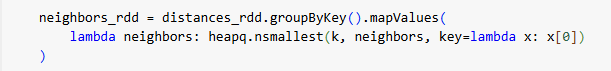 neighbors_rdd = distances_rdd.groupByKey().mapValues(
    lambda neighbors: heapq.nsmallest(k, neighbors, key=lambda x: x[0])
)